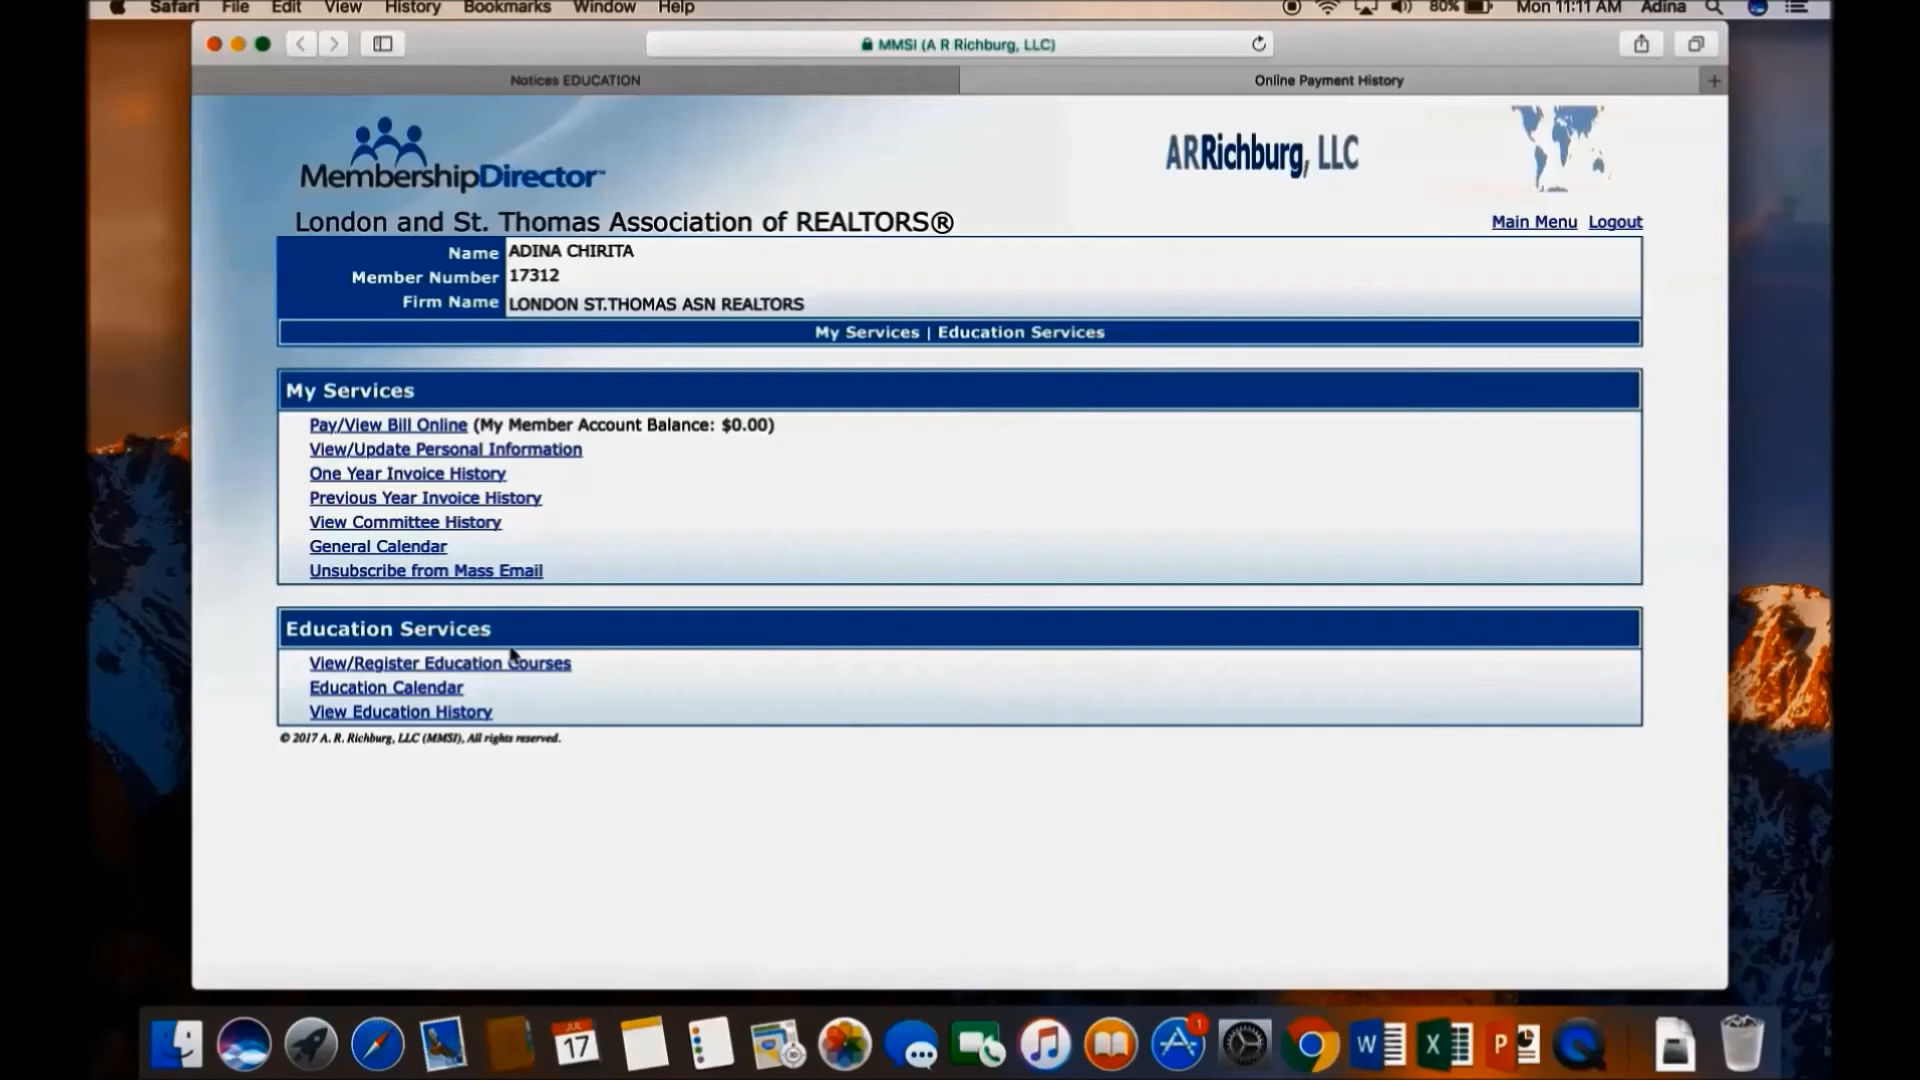 Safari File Edit View History Bookmarks Window Help 80% Mon 11:11 AM Adina
MMSI (A R Richburg, LLC)
Notices EDUCATION Online Payment History
MembershipDirector™ ARRichburg, LLC
London and St. Thomas Association of REALTORS® Main Menu Logout
Name ADINA CHIRITA
Member Number 17312
Firm Name LONDON ST.THOMAS ASN REALTORS
My Services | Education Services
My Services
Pay/View Bill Online (My Member Account Balance: $0.00)
View/Update Personal Information
One Year Invoice History
Previous Year Invoice History
View Committee History
General Calendar
Unsubscribe from Mass Email
Education Services
View/Register Education Courses
Education Calendar
View Education History
© 2017 A. R. Richburg, LLC (MMSI), All rights reserved.
JUL
17
1
W X P